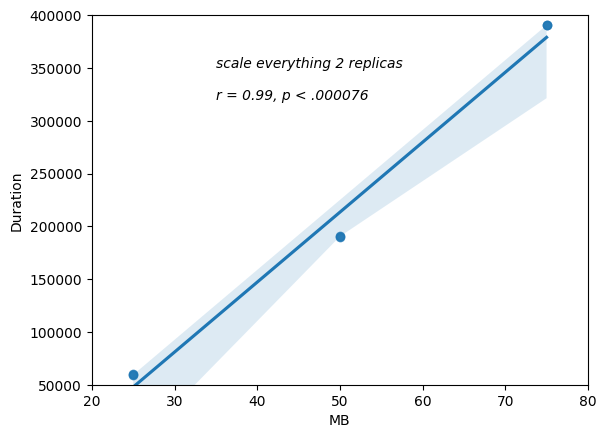 400000
350000
300000
250000
200000
150000
100000
50000
Duration
scale everything 2 replicas
r = 0.99, p < .000076
20 30 40 50 60 70 80
MB